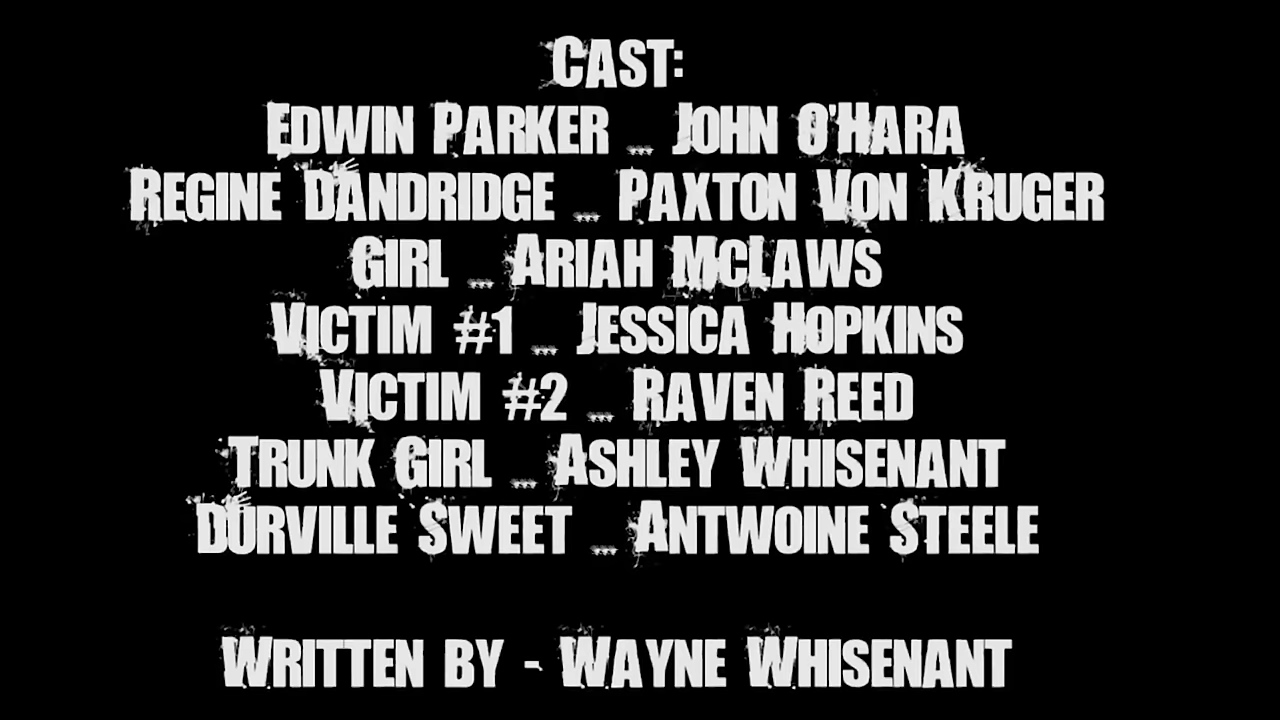 Cast:
Edwin Parker ... John O'Hara
Regine Dandridge ... Paxton Von Kruger
Girl ... Ariah McLaws
Victim #1 ... Jessica Hopkins
Victim #2 ... Raven Reed
Trunk Girl ... Ashley Whisenant
Durville Sweet ... Antwoine Steele
Written by - Wayne Whisenant